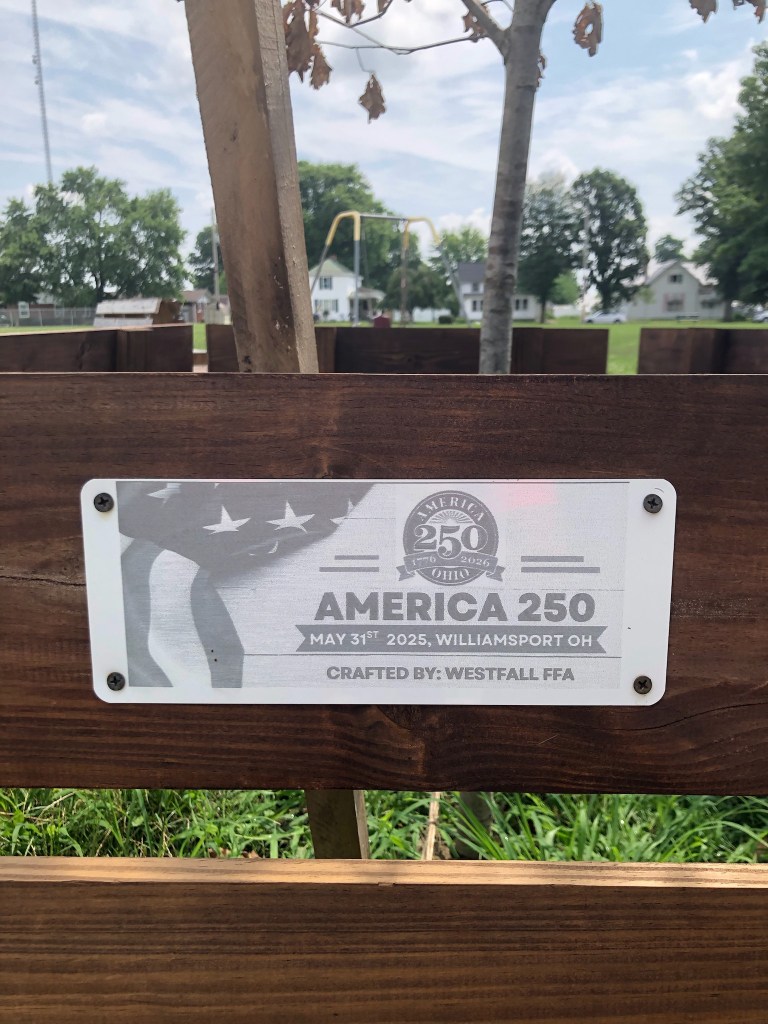 AMERICA
250
1776 2026
OHIO
AMERICA 250
MAY 31ST 2025, WILLIAMSPORT OH
CRAFTED BY: WESTFALL FFA